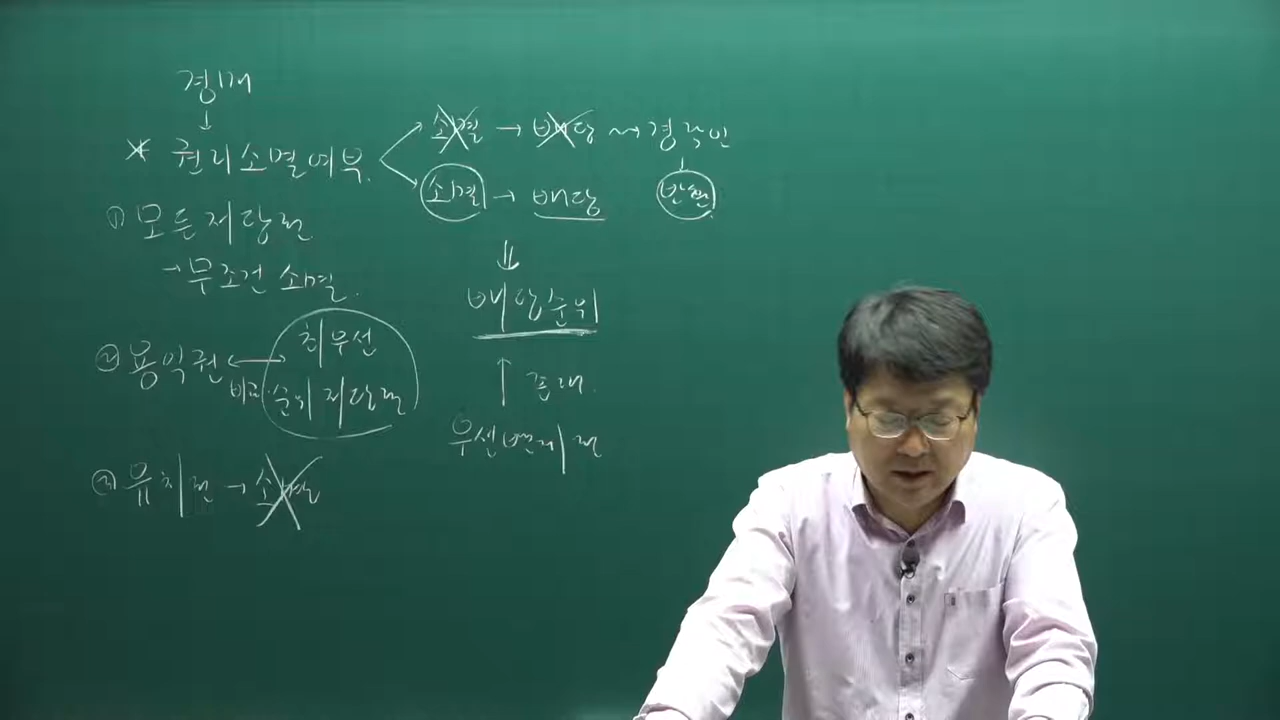 경매
↓
* 권리소멸여부.
소멸 → 배당 ⇝ 경락인
↓
소멸 → 배당
① 모든 저당권
→ 무조건 소멸.
⇓
배당순위
② 용익권 ↔ 최우선
비교 순위 저당권
↑ 존재.
우선변제권
③ 유치권 → 소멸